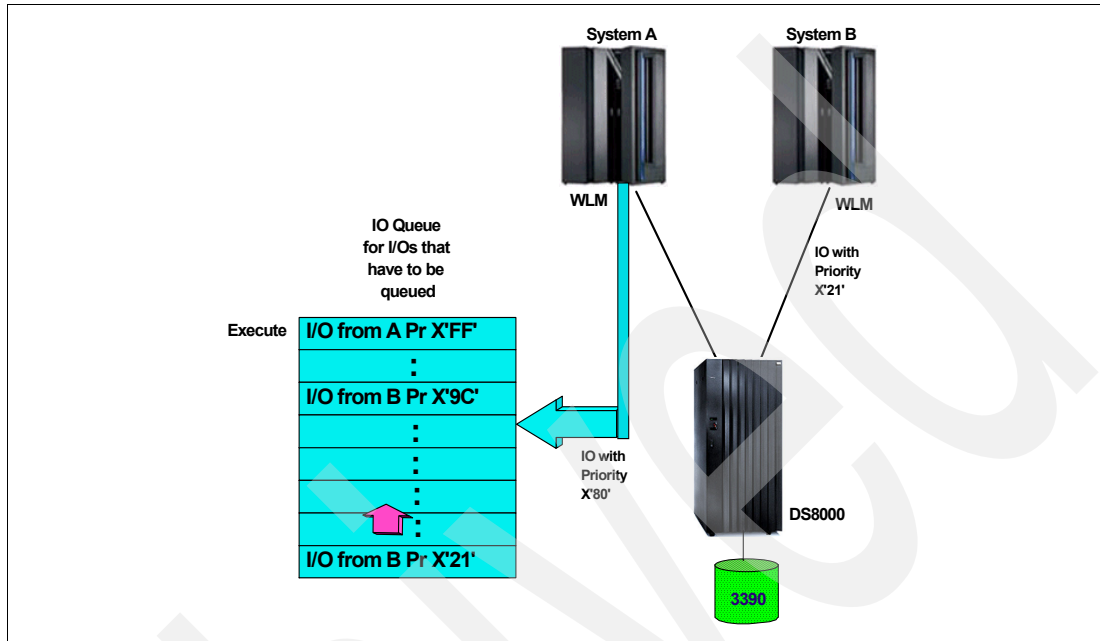 System A
System B
WLM
WLM
IO Queue
for I/Os that
have to be
queued
IO with
Priority
X'21'
Execute
I/O from A Pr X'FF'
:
I/O from B Pr X'9C'
:
:
:
:
I/O from B Pr X'21'
IO with
Priority
X'80'
DS8000
3390